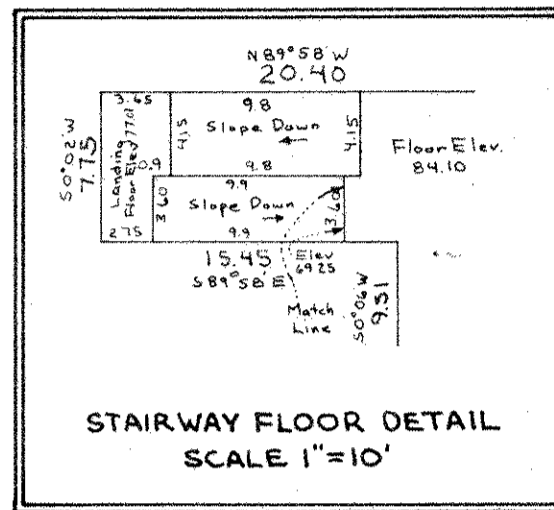 N89°58'W
20.40
3.65
9.8
Slope Down
4.15
4.15
S0°02'W
7.75
Landing
Floor Elev 77.01
0.9
9.8
Floor Elev.
84.10
9.9
3.60
Slope Down
3.60
2.75
9.9
15.45
S89°58'E
Elev
69.25
Match
Line
S0°06'W
9.31
STAIRWAY FLOOR DETAIL
SCALE 1"=10'